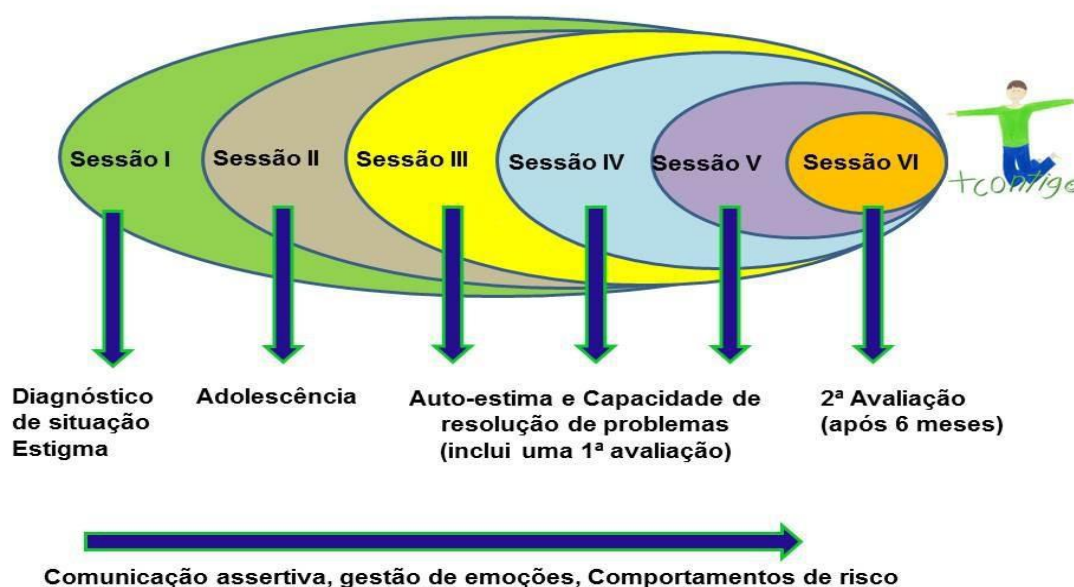 Sessão I
Sessão II
Sessão III
Sessão IV
Sessão V
Sessão VI
+contigo
Diagnóstico
de situação
Estigma
Adolescência
Auto-estima e Capacidade de
resolução de problemas
(inclui uma 1ª avaliação)
2ª Avaliação
(após 6 meses)
Comunicação assertiva, gestão de emoções, Comportamentos de risco